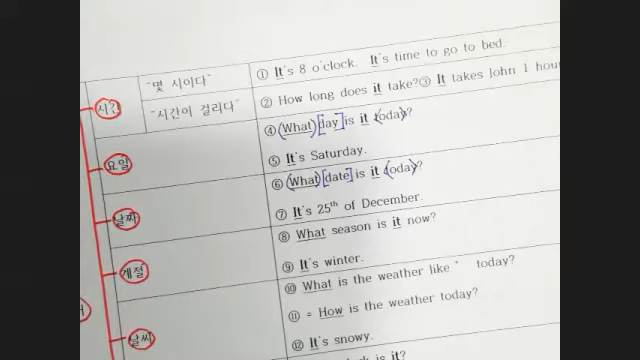 "몇 시이다"
① It's 8 o'clock. It's time to go to bed.
시간
"시간이 걸리다"
② How long does it take? ③ It takes John 1 hour
④ (What) [day] is it (today)?
요일
⑤ It's Saturday.
⑥ (What) [date] is it (today)?
날짜
⑦ It's 25th of December.
⑧ What season is it now?
계절
⑨ It's winter.
⑩ What is the weather like today?
⑪ = How is the weather today?
날씨
⑫ It's snowy.
is it?